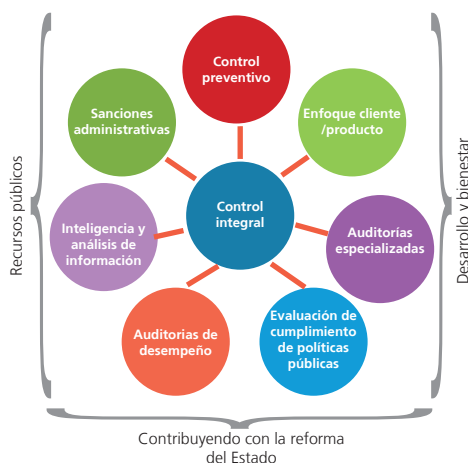 Control
preventivo
Sanciones
administrativas
Enfoque cliente
/producto
Recursos públicos
Control
integral
Desarrollo y bienestar
Inteligencia y
análisis de
información
Auditorías
especializadas
Auditorias de
desempeño
Evaluación de
cumplimiento
de políticas
públicas
Contribuyendo con la reforma
del Estado